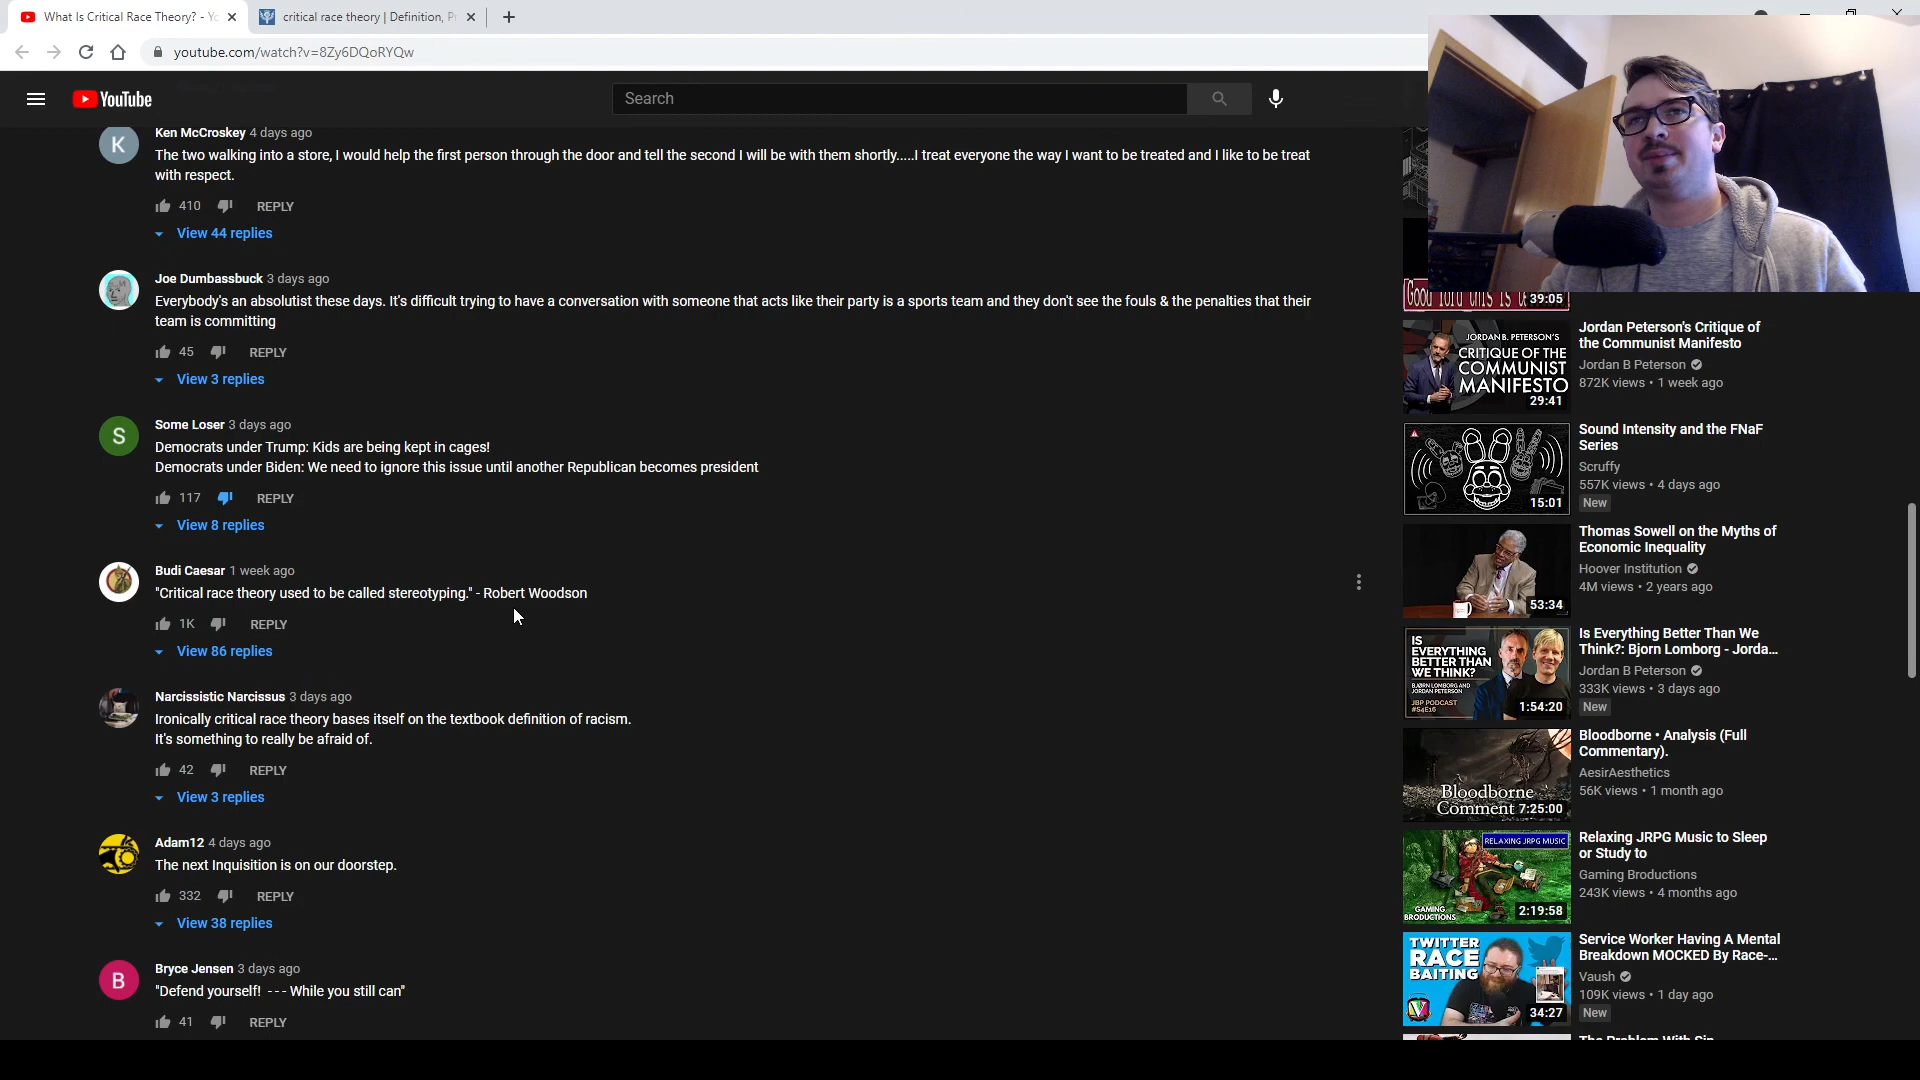 What Is Critical Race Theory? - Yo
critical race theory | Definition, Pr
youtube.com/watch?v=8Zy6DQoRYQw
YouTube
Search
K
Ken McCroskey 4 days ago
The two walking into a store, I would help the first person through the door and tell the second I will be with them shortly.....I treat everyone the way I want to be treated and I like to be treat
with respect.
410 REPLY
View 44 replies
Joe Dumbassbuck 3 days ago
Everybody's an absolutist these days. It's difficult trying to have a conversation with someone that acts like their party is a sports team and they don't see the fouls & the penalties that their
team is committing
45 REPLY
View 3 replies
S
Some Loser 3 days ago
Democrats under Trump: Kids are being kept in cages!
Democrats under Biden: We need to ignore this issue until another Republican becomes president
117 REPLY
View 8 replies
Budi Caesar 1 week ago
"Critical race theory used to be called stereotyping." - Robert Woodson
1K REPLY
View 86 replies
Narcissistic Narcissus 3 days ago
Ironically critical race theory bases itself on the textbook definition of racism.
It's something to really be afraid of.
42 REPLY
View 3 replies
Adam12 4 days ago
The next Inquisition is on our doorstep.
332 REPLY
View 38 replies
B
Bryce Jensen 3 days ago
"Defend yourself! --- While you still can"
41 REPLY
Good lord this is
39:05
JORDAN B. PETERSON'S
CRITIQUE OF THE
COMMUNIST
MANIFESTO
29:41
Jordan Peterson's Critique of
the Communist Manifesto
Jordan B Peterson
872K views • 1 week ago
15:01
Sound Intensity and the FNaF
Series
Scruffy
557K views • 4 days ago
New
53:34
Thomas Sowell on the Myths of
Economic Inequality
Hoover Institution
4M views • 2 years ago
IS
EVERYTHING
BETTER THAN
WE THINK?
BJØRN LOMBORG AND
JORDAN PETERSON
JBP PODCAST
#S4E16
1:54:20
Is Everything Better Than We
Think?: Bjorn Lomborg - Jorda...
Jordan B Peterson
333K views • 3 days ago
New
Bloodborne
Comment
7:25:00
Bloodborne • Analysis (Full
Commentary).
AesirAesthetics
56K views • 1 month ago
RELAXING JRPG MUSIC
GAMING
BRODUCTIONS
2:19:58
Relaxing JRPG Music to Sleep
or Study to
Gaming Broductions
243K views • 4 months ago
TWITTER
RACE
BAITING
V
34:27
Service Worker Having A Mental
Breakdown MOCKED By Race-...
Vaush
109K views • 1 day ago
New
The Problem With Sin